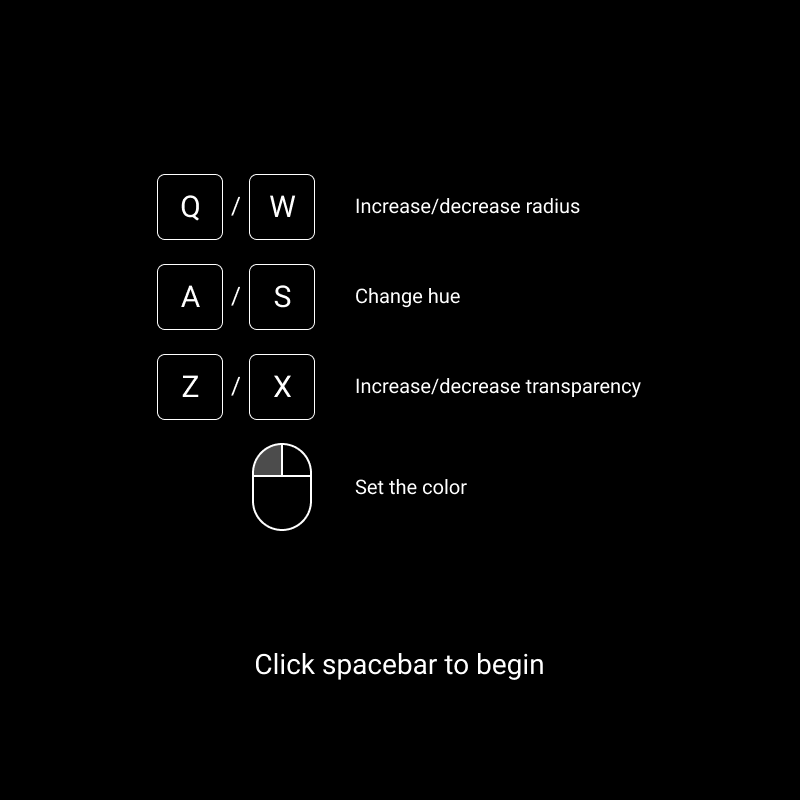 Q / W Increase/decrease radius
A / S Change hue
Z / X Increase/decrease transparency
Set the color
Click spacebar to begin